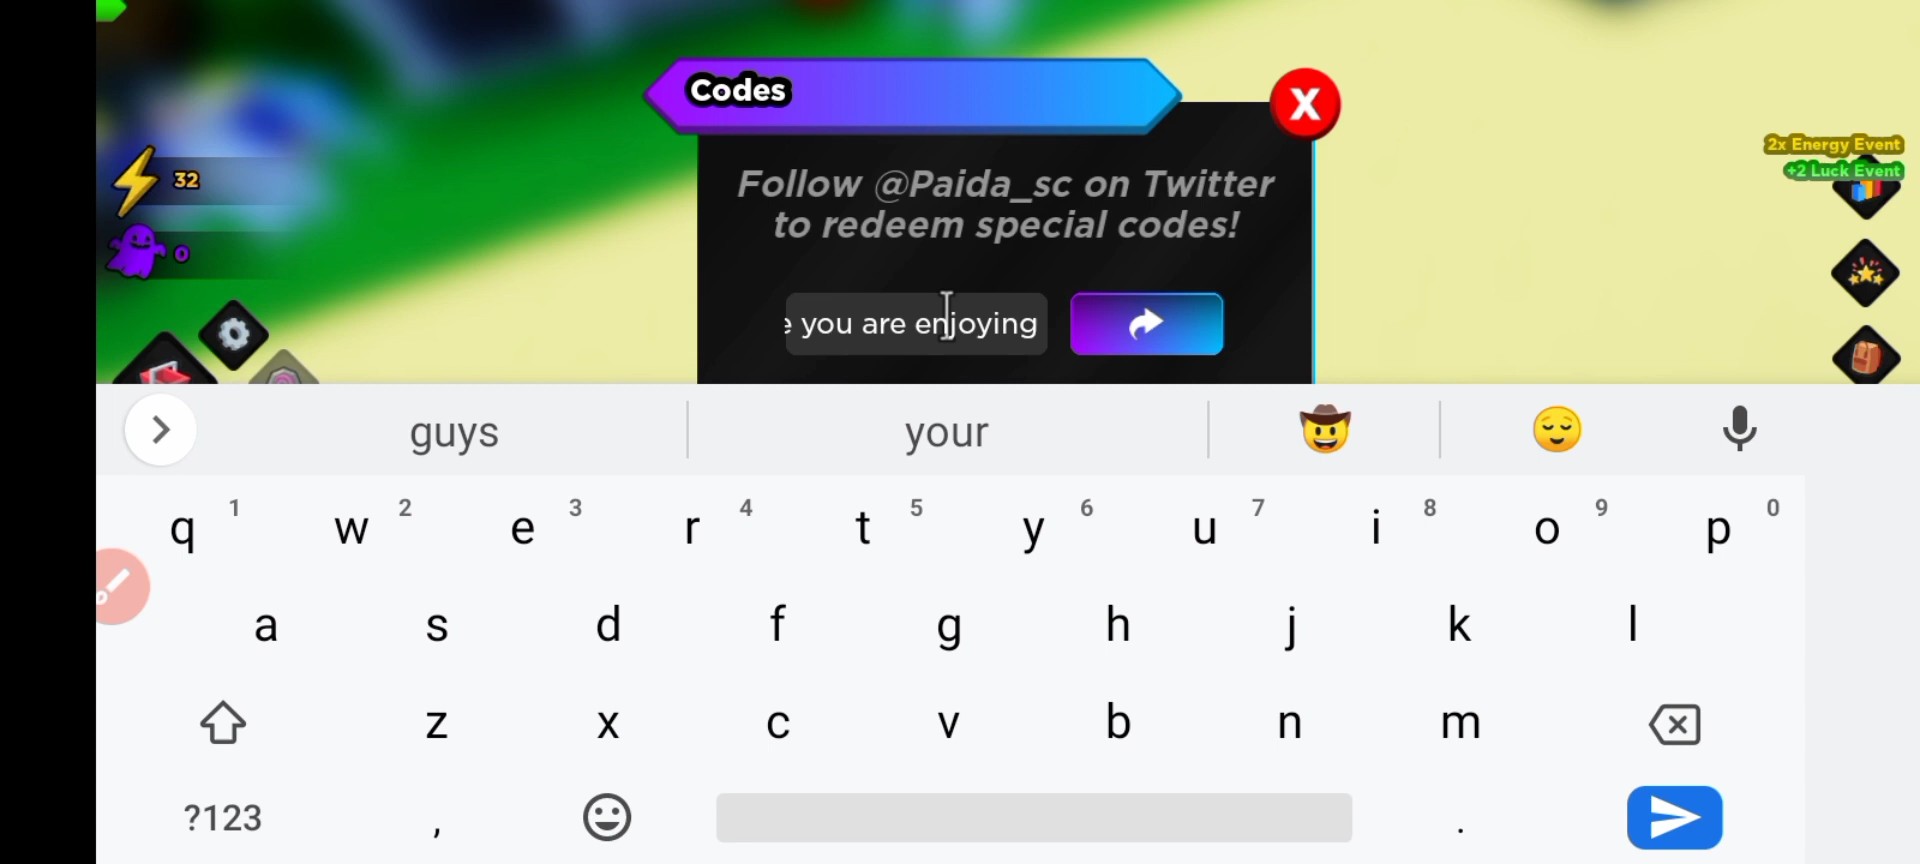 Codes
X
Follow @Paida_sc on Twitter
to redeem special codes!
you are enjoying
32
0
2x Energy Event
+2 Luck Event
guys your
q 1 w 2 e 3 r 4 t 5 y 6 u 7 i 8 o 9 p 0
a s d f g h j k l
z x c v b n m
?123 , .